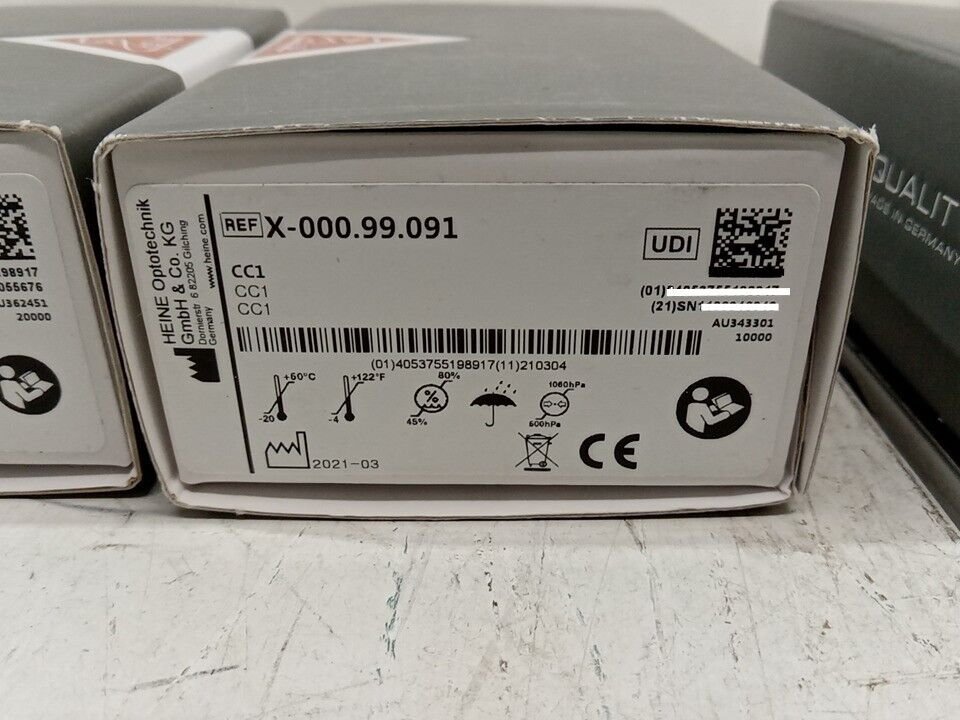 198917
055676
U362451
20000
HEINE Optotechnik
GmbH & Co. KG
Dornierstr. 6 82205 Gilching
Germany
www.heine.com
REF X-000.99.091
CC1
CC1
CC1
UDI
(01)
(21)SN
AU343301
10000
(01)4053755198917(11)210304
+60°C
-20
+122°F
-4
80%
45%
1060hPa
600hPa
2021-03
CE
QUALIT
MADE IN GERMANY